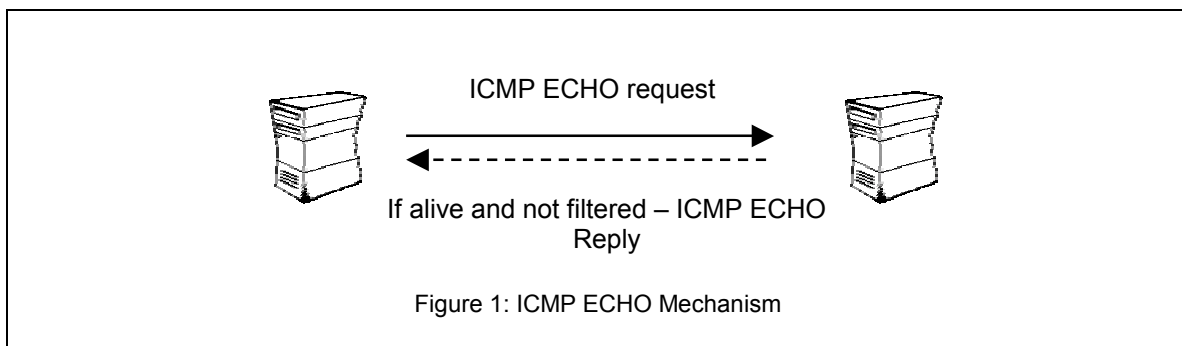 ICMP ECHO request
If alive and not filtered – ICMP ECHO
Reply
Figure 1: ICMP ECHO Mechanism